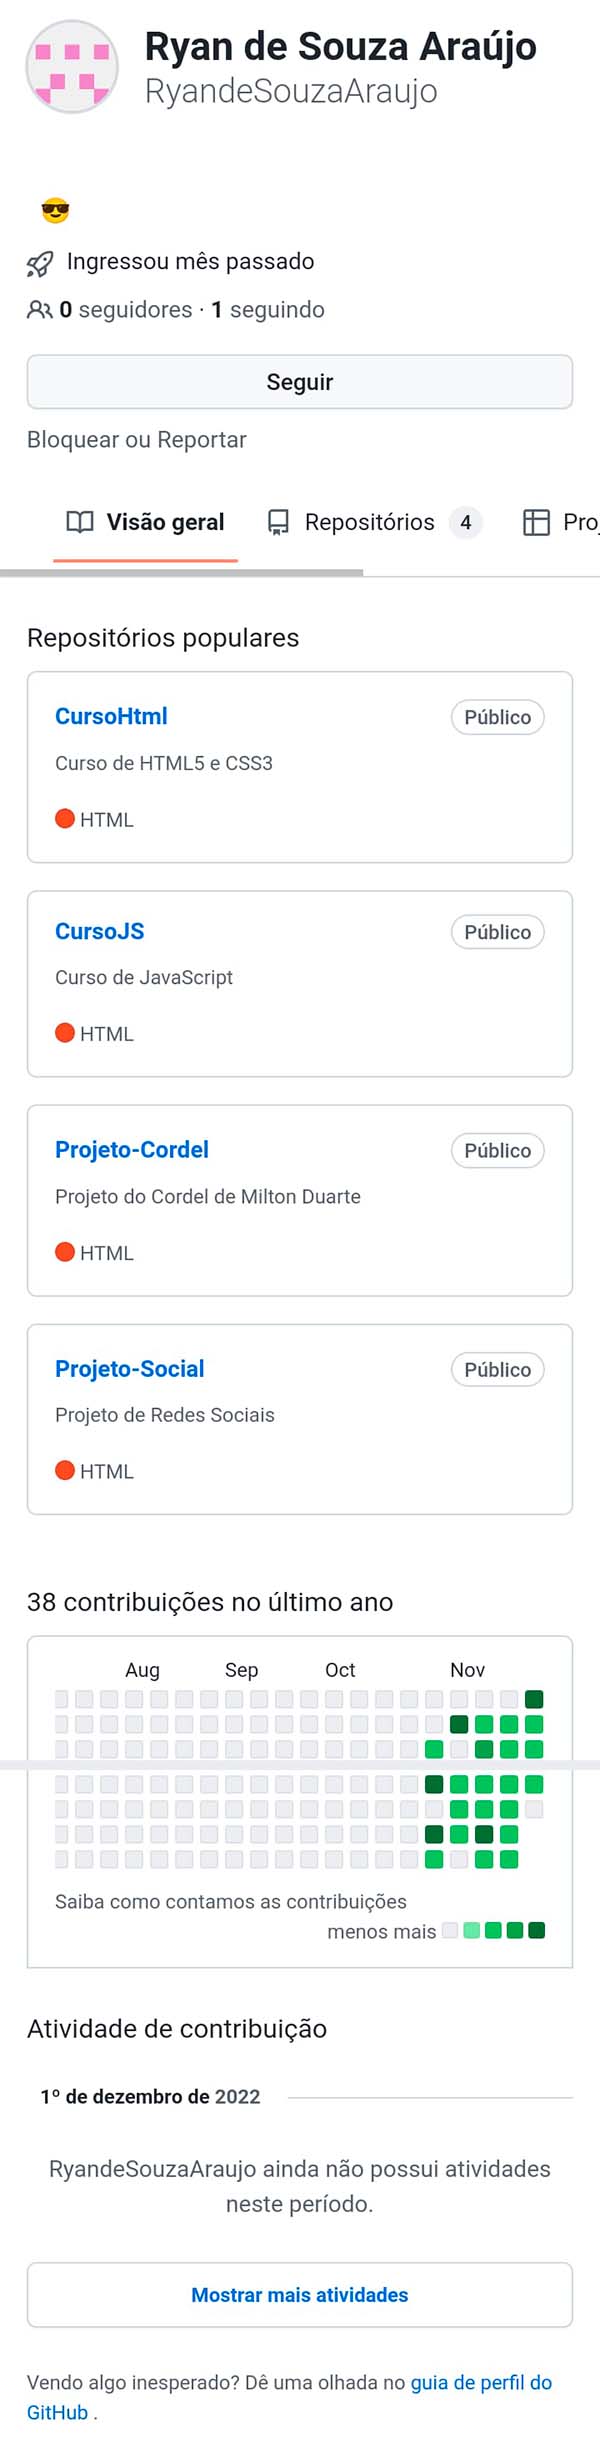 Ryan de Souza Araújo
RyandeSouzaAraujo
Ingressou mês passado
0 seguidores · 1 seguindo
Seguir
Bloquear ou Reportar
Visão geral Repositórios 4
Repositórios populares
CursoHtml Público
Curso de HTML5 e CSS3
HTML
CursoJS Público
Curso de JavaScript
HTML
Projeto-Cordel Público
Projeto do Cordel de Milton Duarte
HTML
Projeto-Social Público
Projeto de Redes Sociais
HTML
38 contribuições no último ano
Aug Sep Oct Nov
Saiba como contamos as contribuições
menos mais
Atividade de contribuição
1º de dezembro de 2022
RyandeSouzaAraujo ainda não possui atividades
neste período.
Mostrar mais atividades
Vendo algo inesperado? Dê uma olhada no guia de perfil do
GitHub .